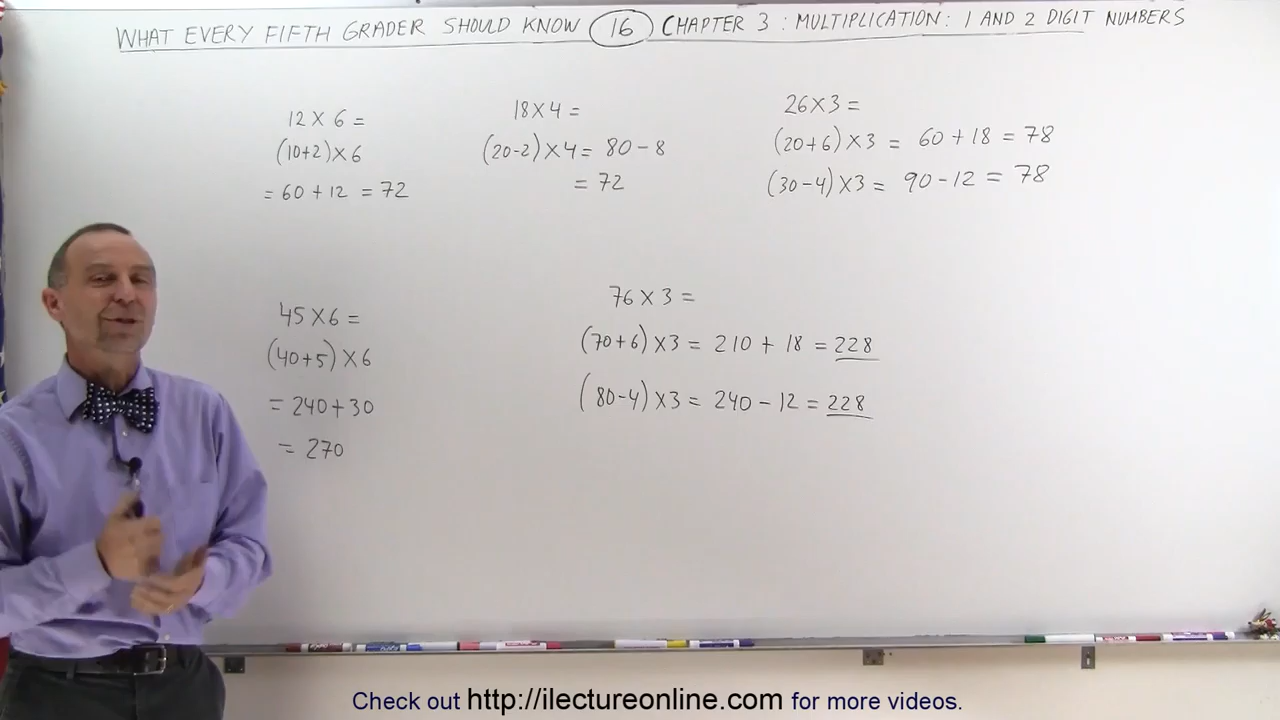 WHAT EVERY FIFTH GRADER SHOULD KNOW 16 CHAPTER 3 : MULTIPLICATION: 1 AND 2 DIGIT NUMBERS
12 X 6 =
(10+2) X 6
= 60 + 12 = 72
18 X 4 =
(20-2) X 4 = 80 - 8
= 72
26 X 3 =
(20+6) X 3 = 60 + 18 = 78
(30-4) X 3 = 90 - 12 = 78
45 X 6 =
(40+5) X 6
= 240 + 30
= 270
76 X 3 =
(70+6) X 3 = 210 + 18 = 228
(80-4) X 3 = 240 - 12 = 228
Check out http://ilectureonline.com for more videos.